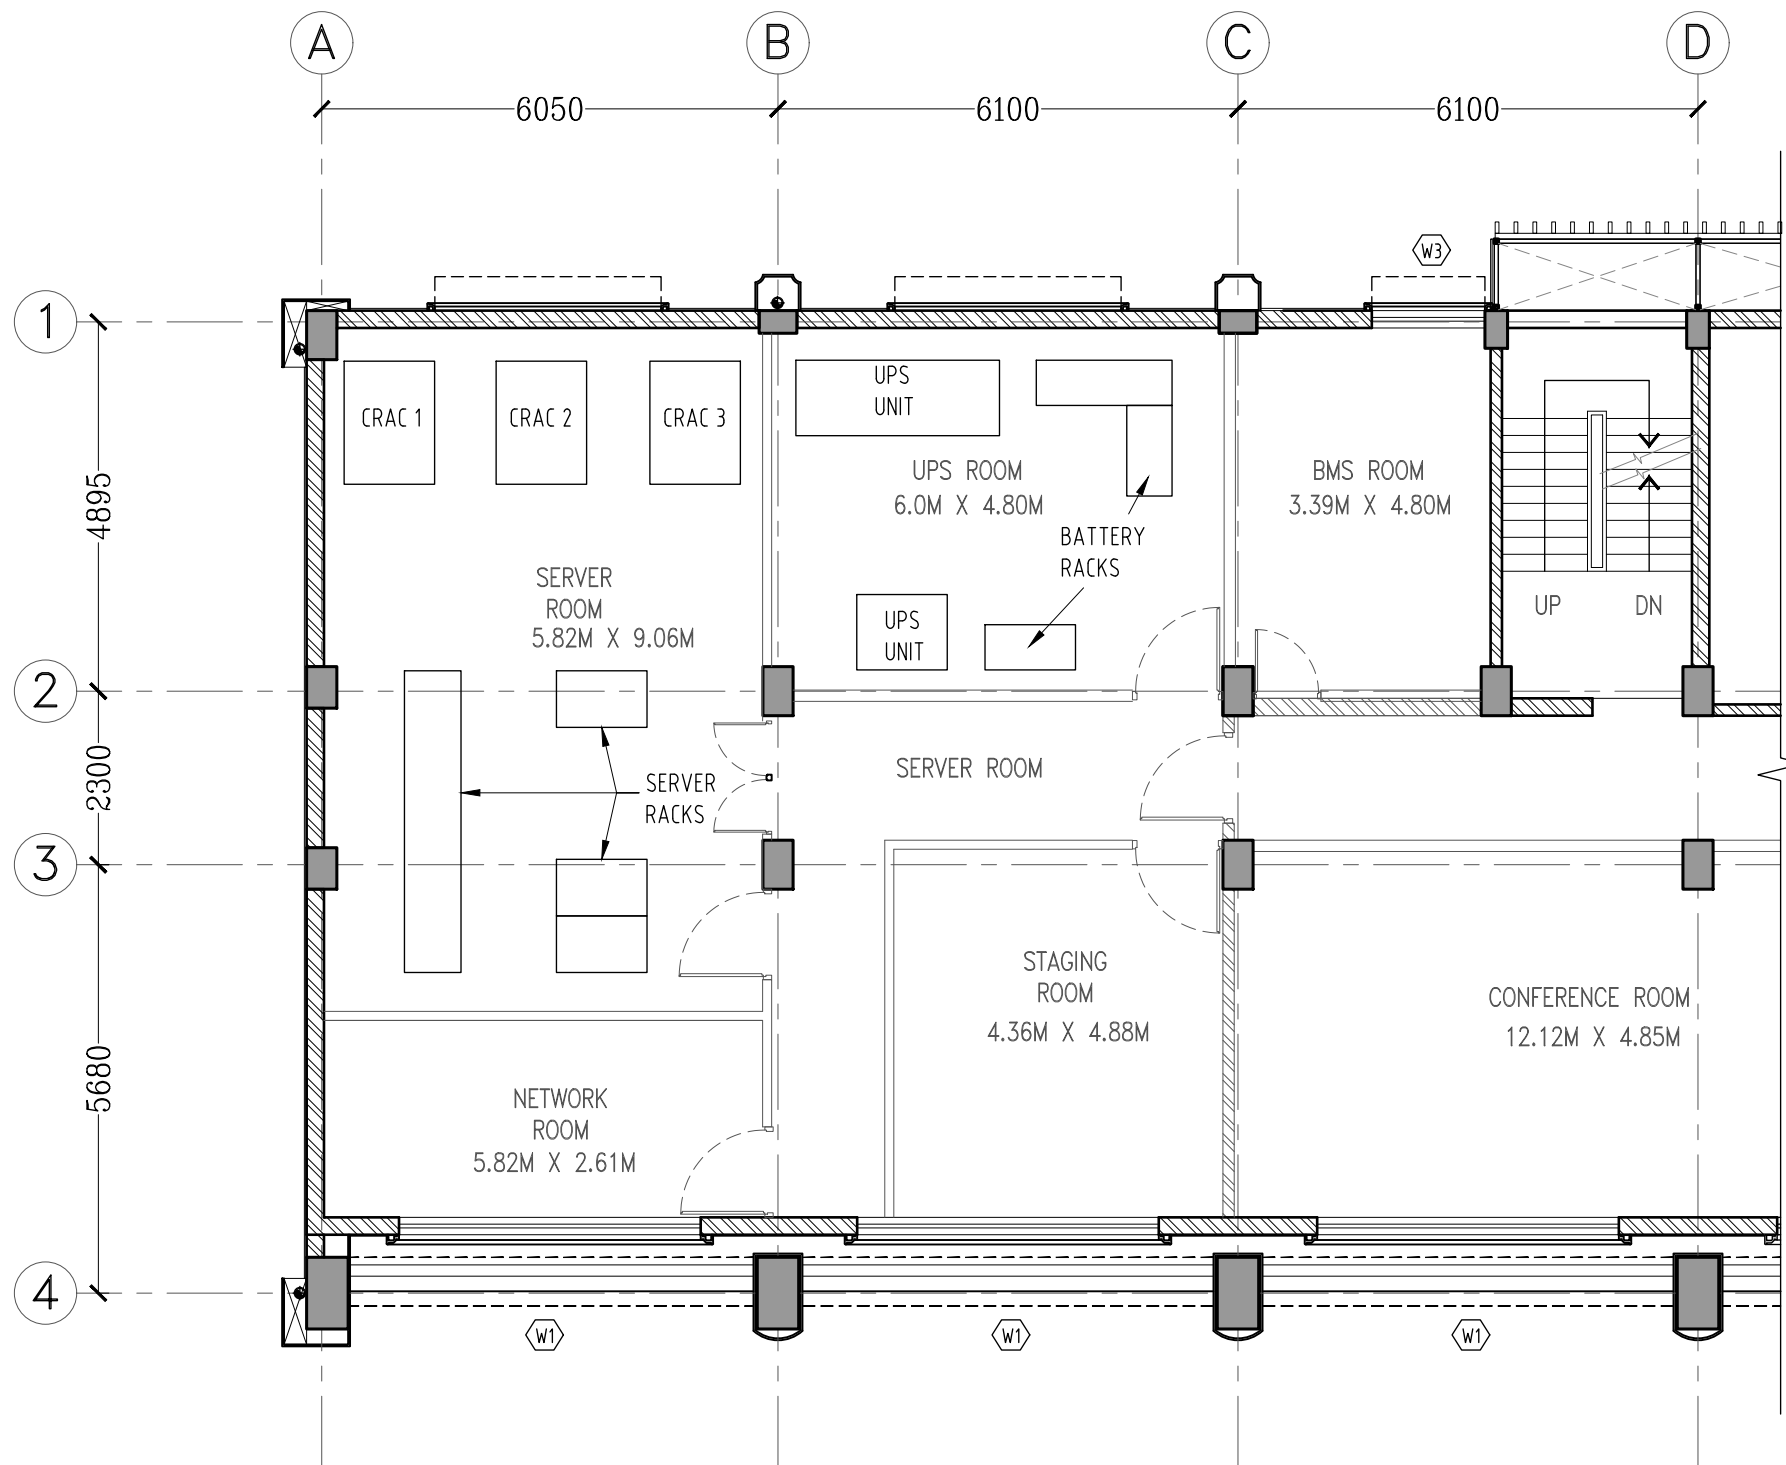 A
B
C
D
6050
6100
6100
W3
1
CRAC 1
CRAC 2
CRAC 3
UPS
UNIT
UPS ROOM
6.0M X 4.80M
BMS ROOM
3.39M X 4.80M
4895
BATTERY
RACKS
SERVER
ROOM
5.82M X 9.06M
UPS
UNIT
UP
DN
2
2300
SERVER
RACKS
SERVER ROOM
3
STAGING
ROOM
4.36M X 4.88M
CONFERENCE ROOM
12.12M X 4.85M
5680
NETWORK
ROOM
5.82M X 2.61M
4
W1
W1
W1